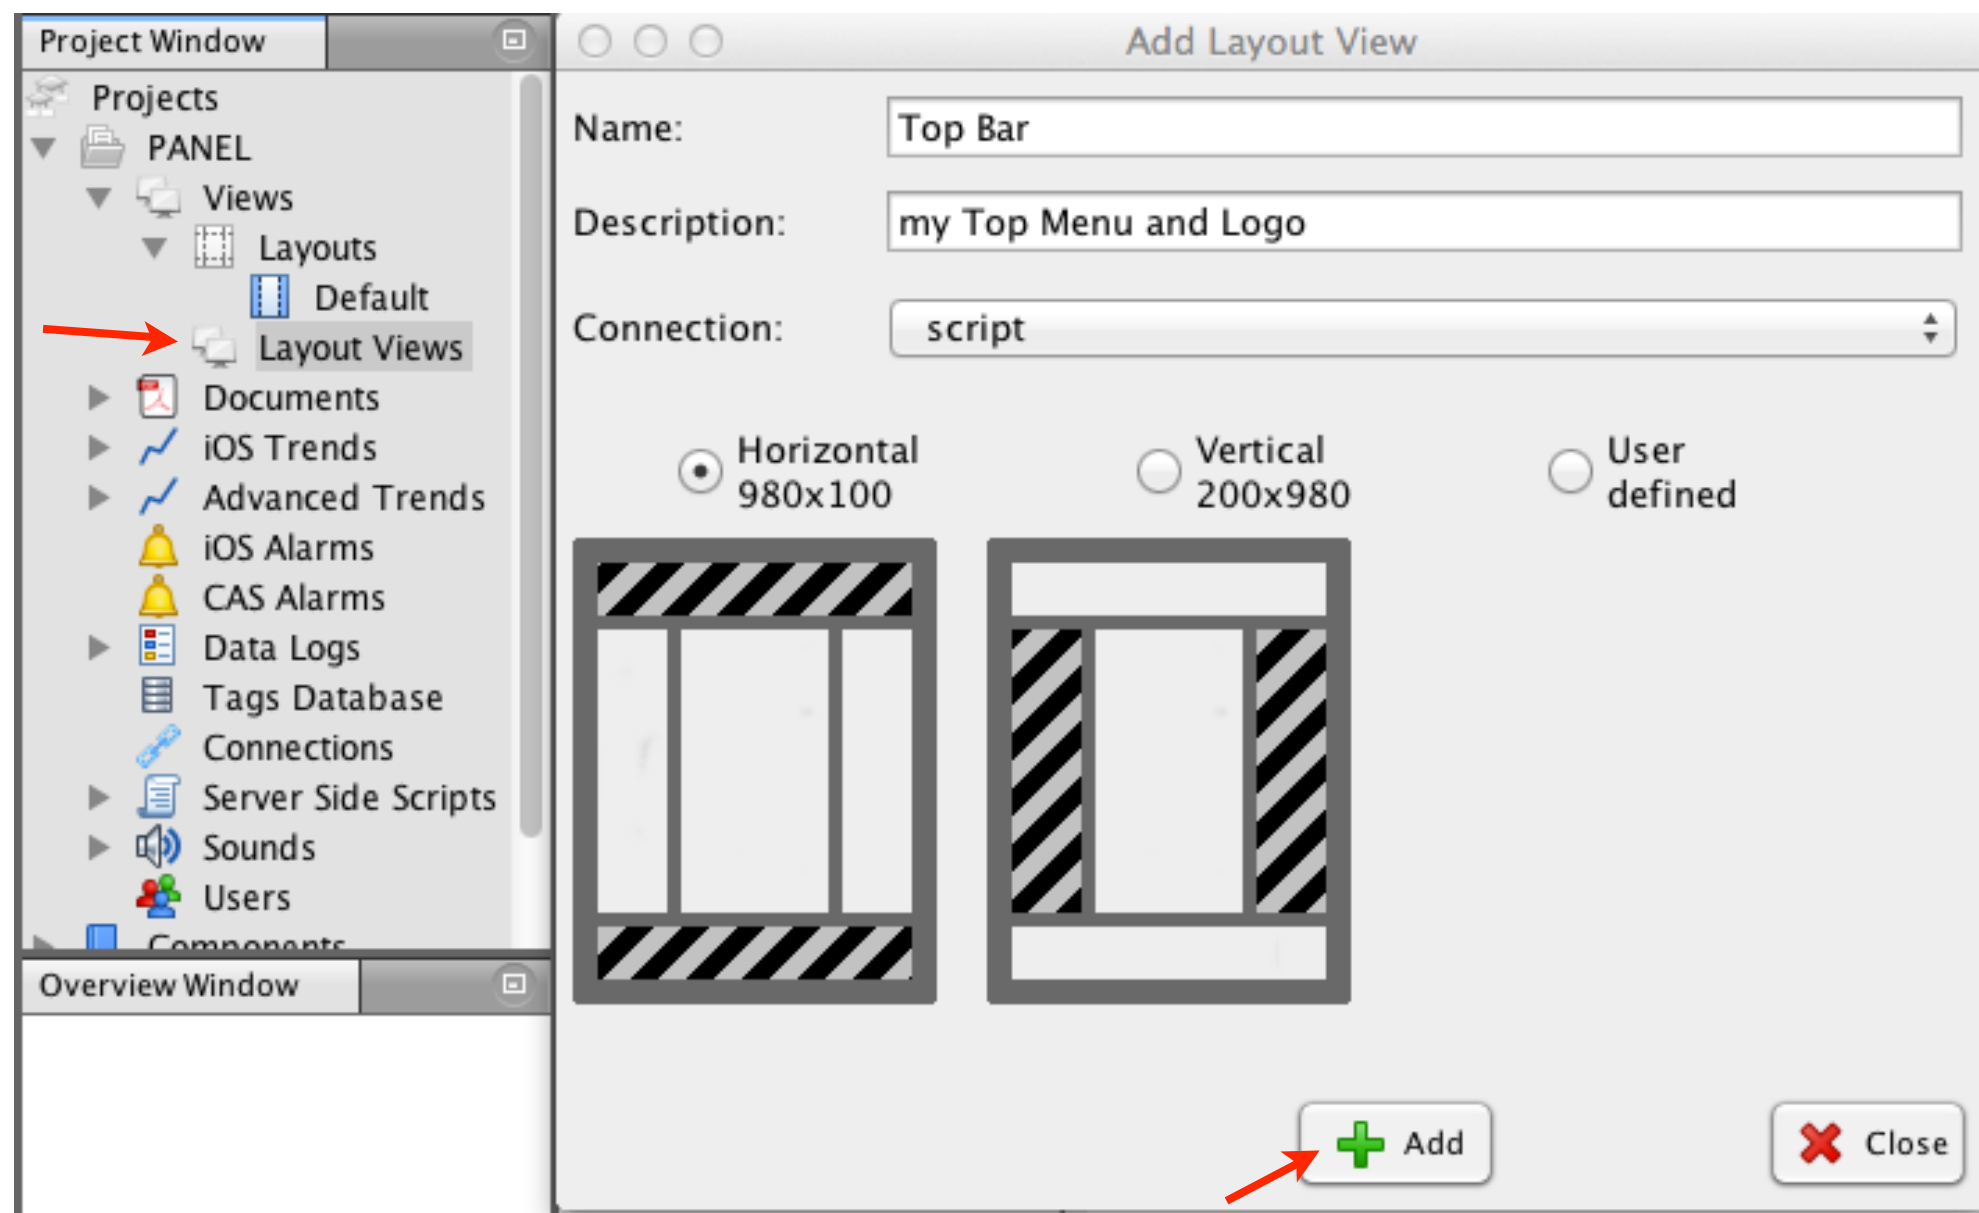 Project Window
Projects
PANEL
Views
Layouts
Default
Layout Views
Documents
iOS Trends
Advanced Trends
iOS Alarms
CAS Alarms
Data Logs
Tags Database
Connections
Server Side Scripts
Sounds
Users
Components
Overview Window
Add Layout View
Name: Top Bar
Description: my Top Menu and Logo
Connection: script
Horizontal
980x100
Vertical
200x980
User
defined
Add
Close